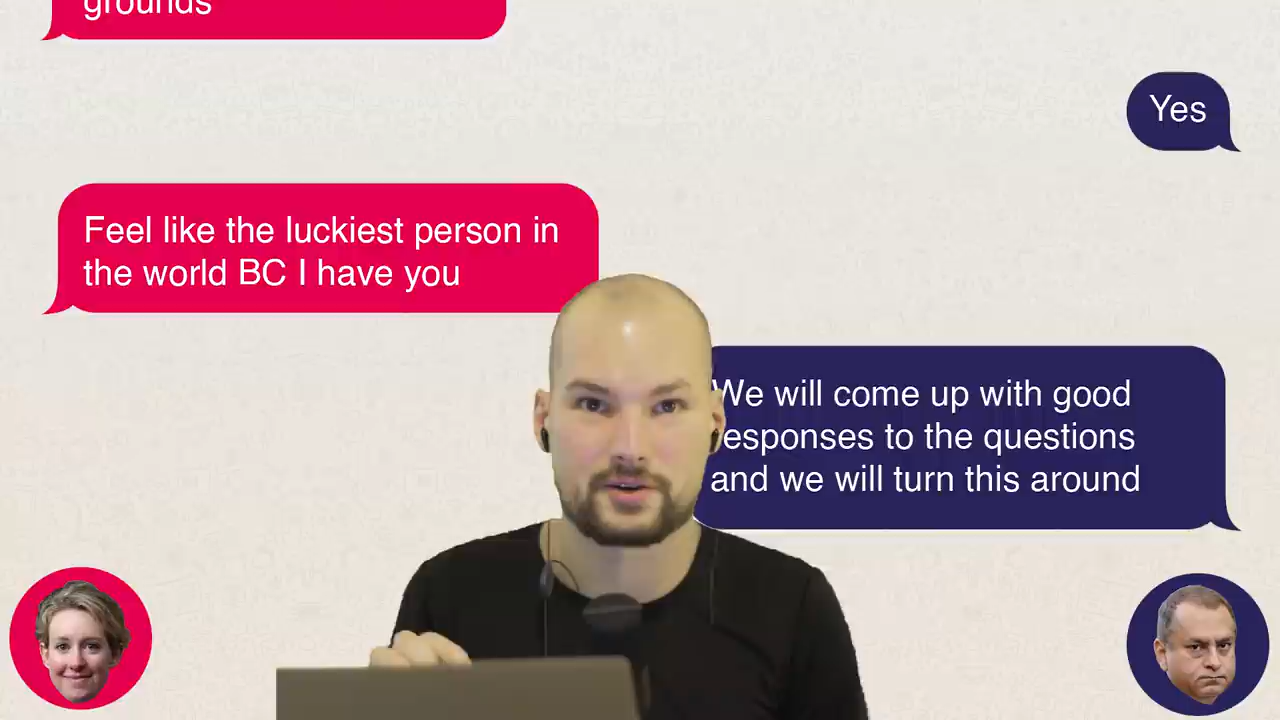 grounds
Yes
Feel like the luckiest person in
the world BC I have you
We will come up with good
esponses to the questions
and we will turn this around